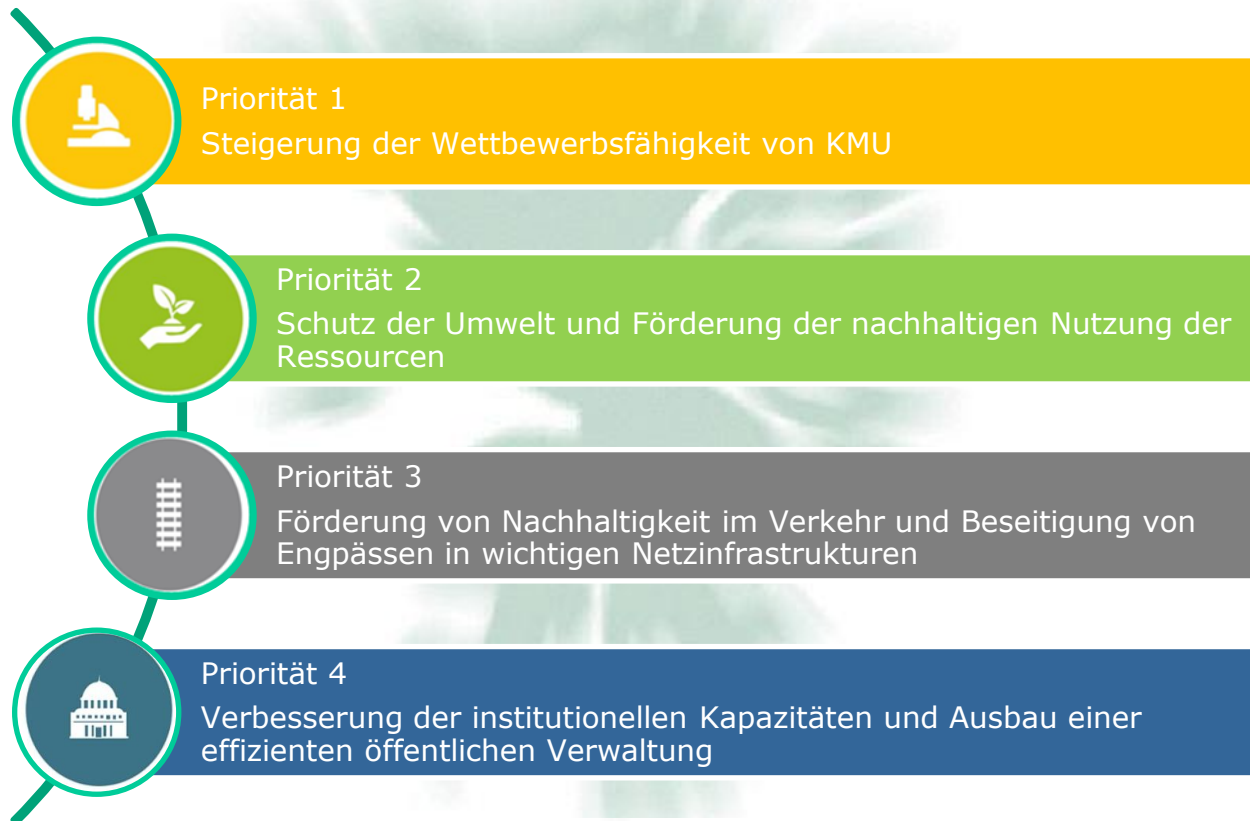 Priorität 1
Steigerung der Wettbewerbsfähigkeit von KMU
Priorität 2
Schutz der Umwelt und Förderung der nachhaltigen Nutzung der
Ressourcen
Priorität 3
Förderung von Nachhaltigkeit im Verkehr und Beseitigung von
Engpässen in wichtigen Netzinfrastrukturen
Priorität 4
Verbesserung der institutionellen Kapazitäten und Ausbau einer
effizienten öffentlichen Verwaltung